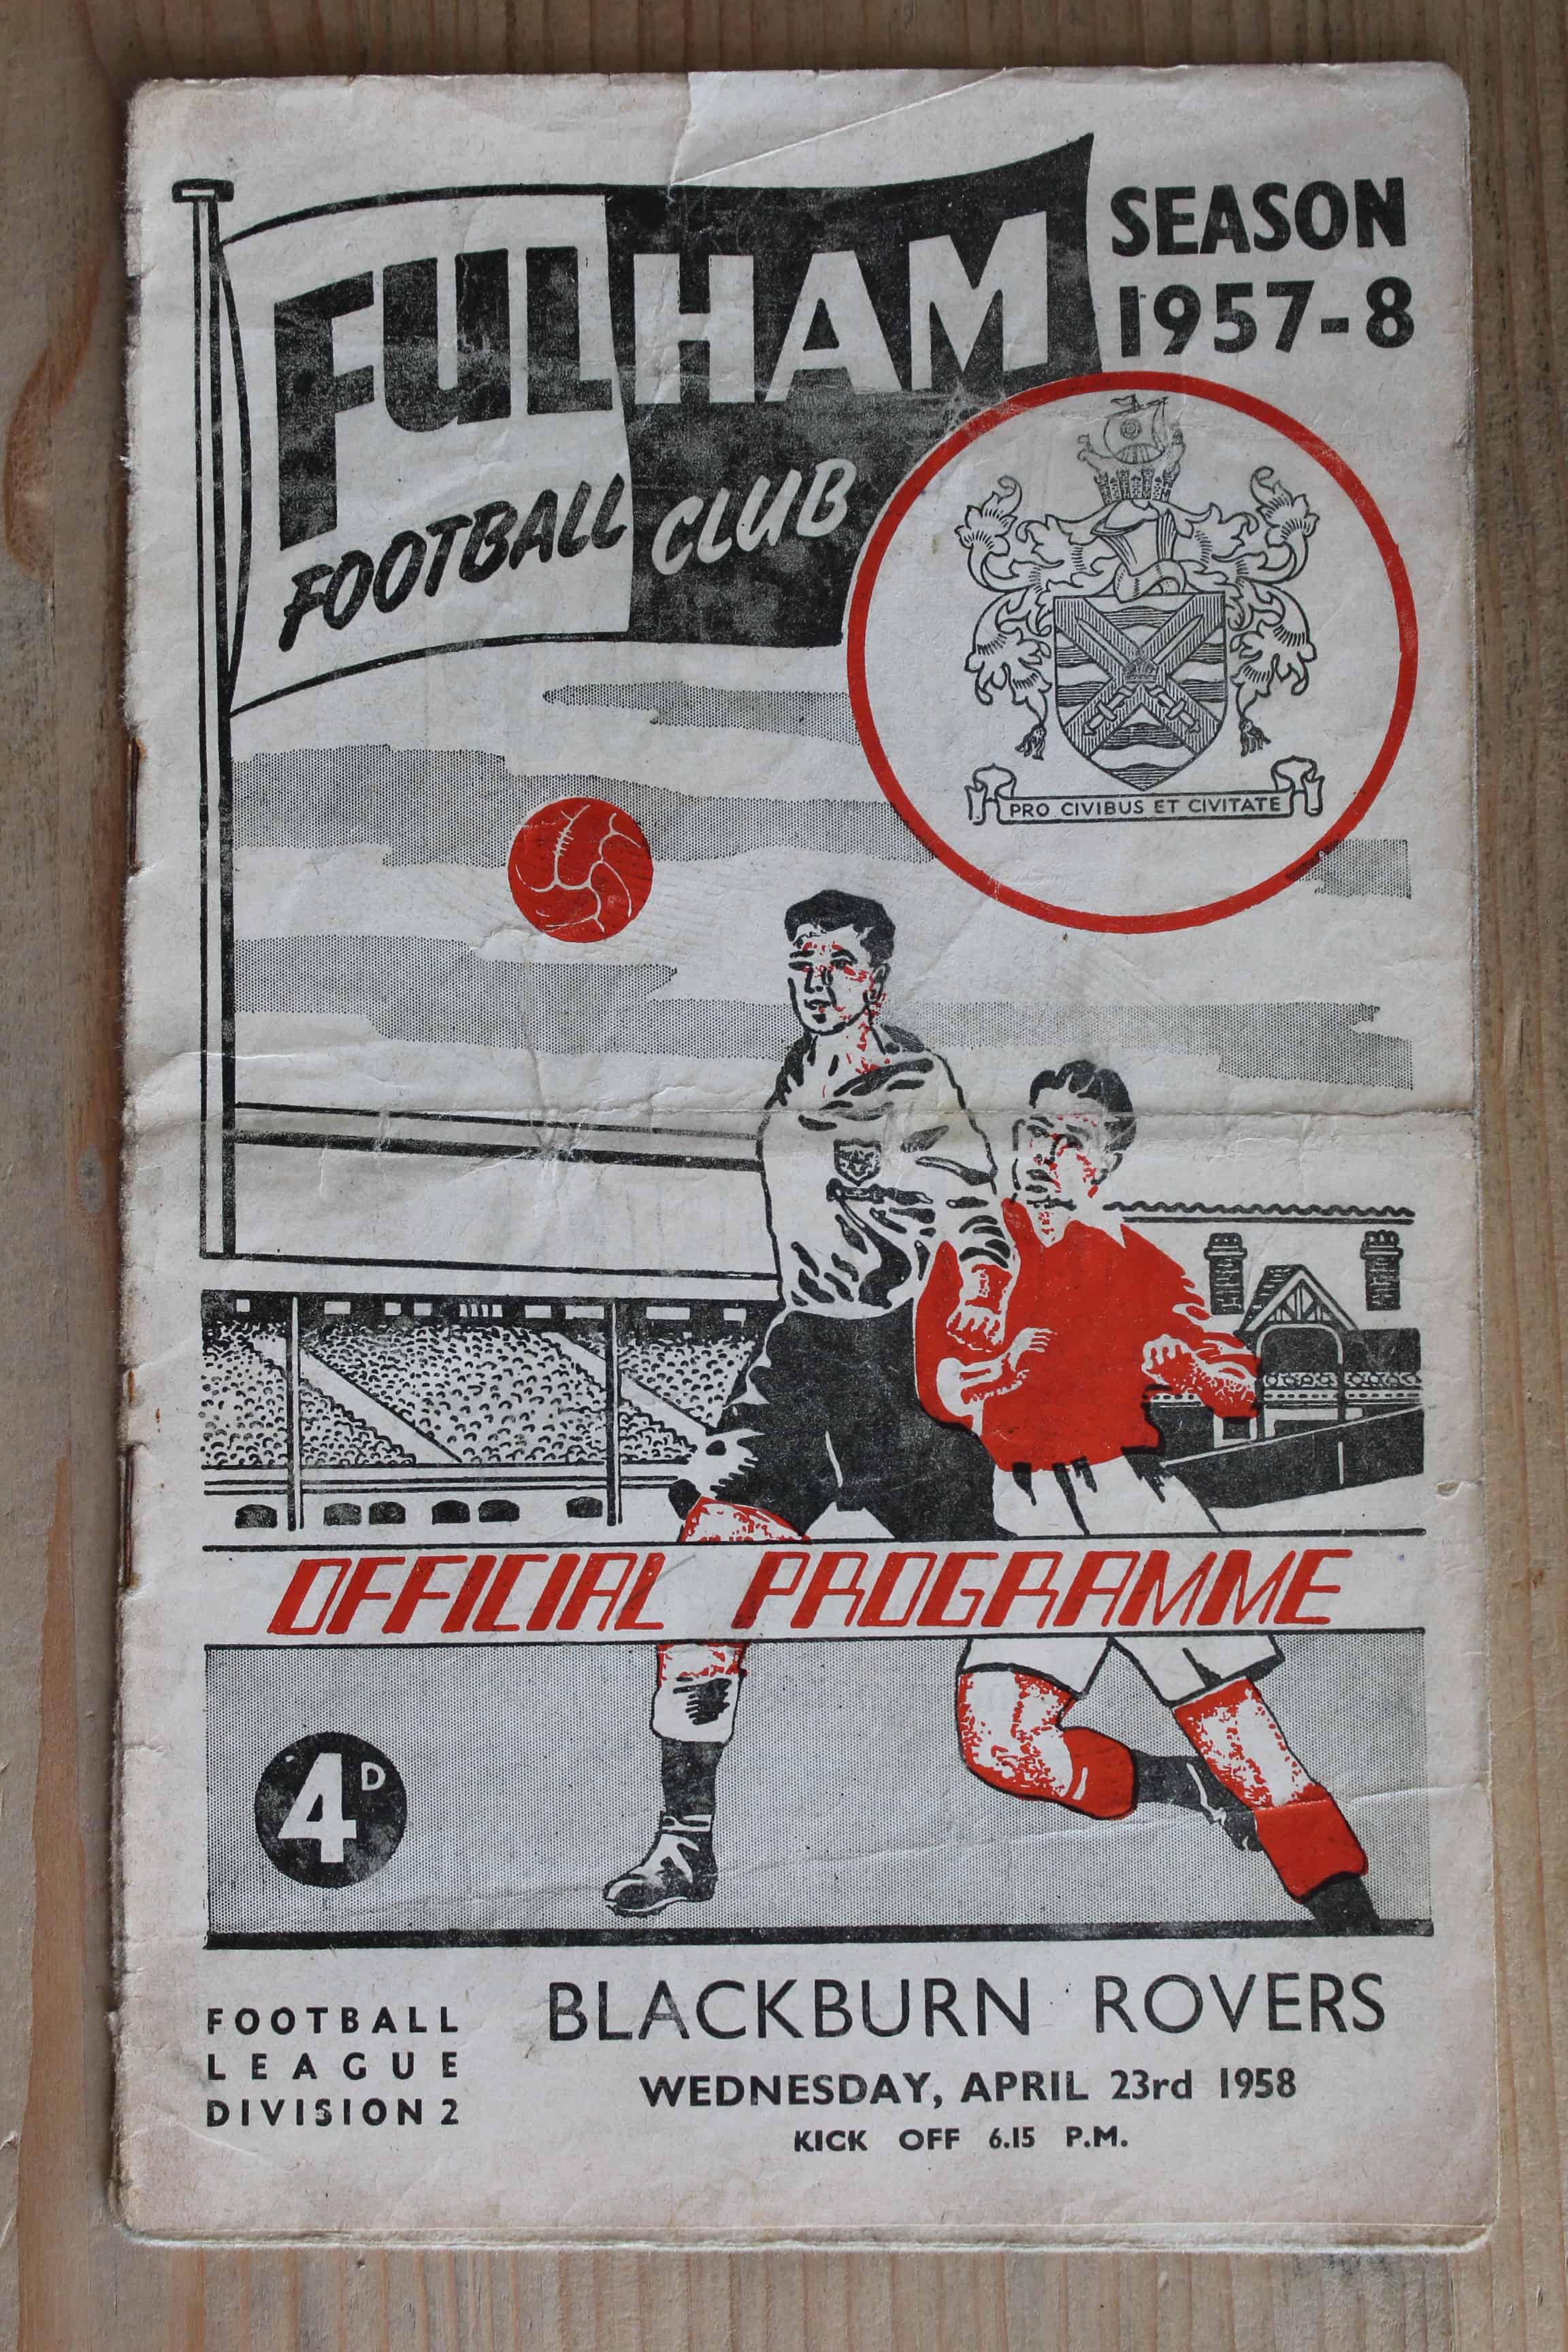 FULHAM
FOOTBALL CLUB
SEASON
1957-8
PRO CIVIBUS ET CIVITATE
OFFICIAL PROGRAMME
4D
FOOTBALL
LEAGUE
DIVISION 2
BLACKBURN ROVERS
WEDNESDAY, APRIL 23rd 1958
KICK OFF 6.15 P.M.